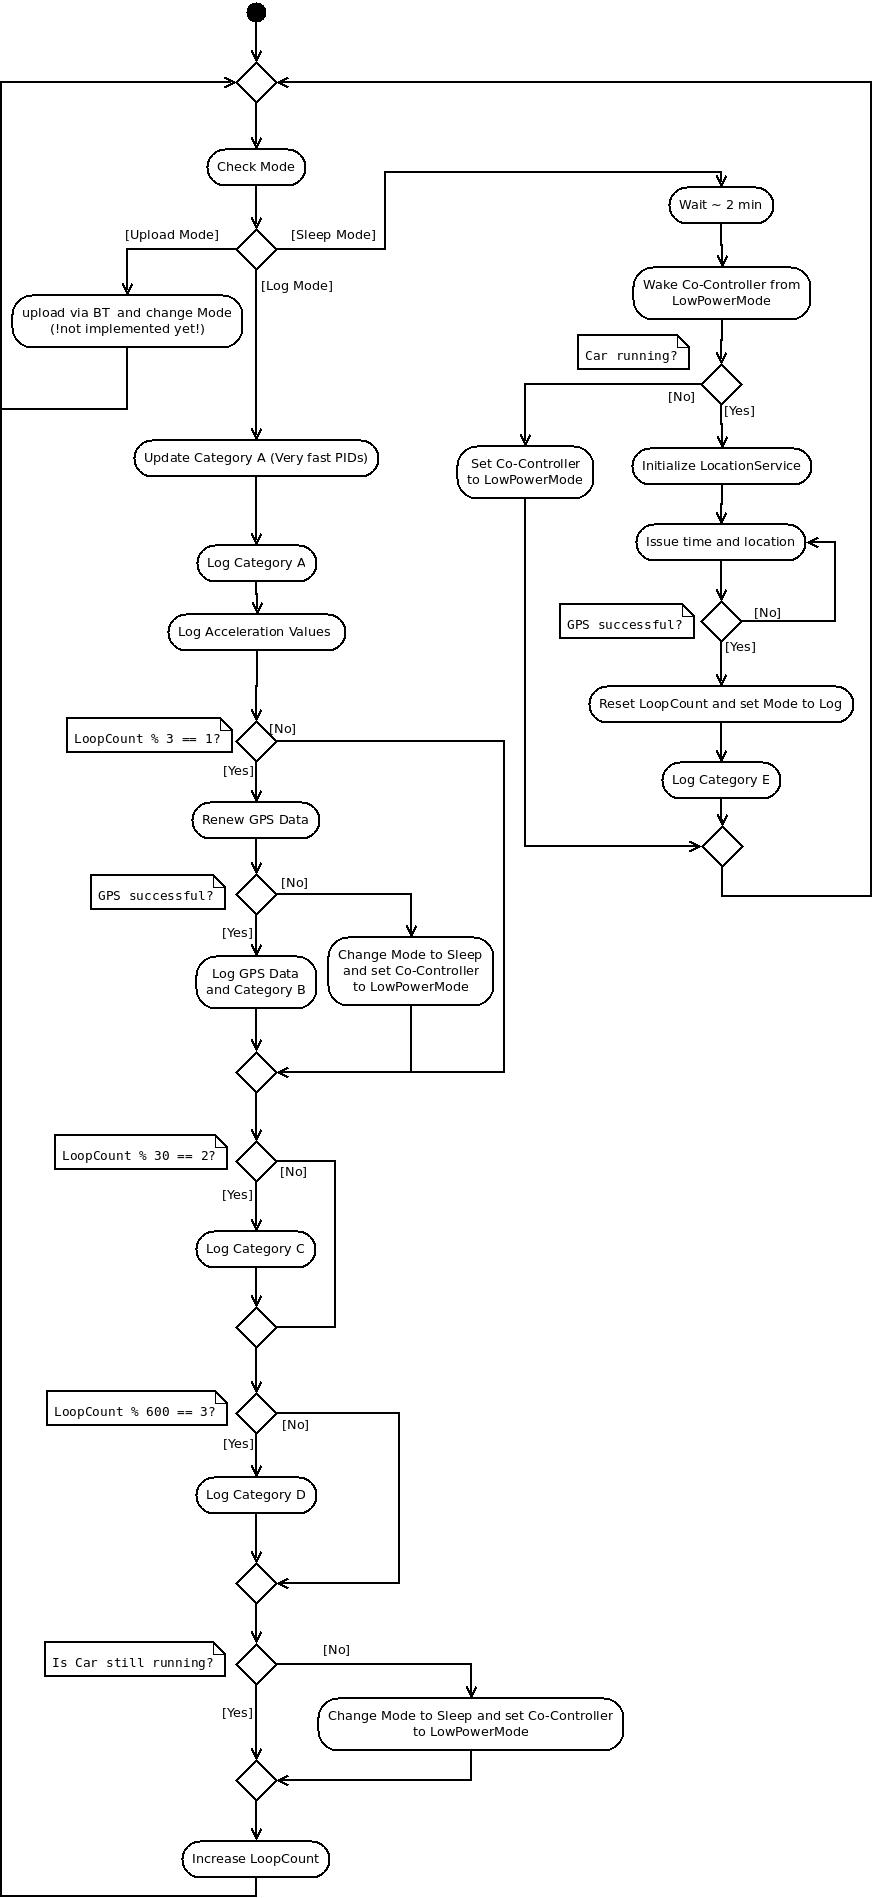 Check Mode
[Upload Mode]
[Sleep Mode]
[Log Mode]
upload via BT  and change Mode
(!not implemented yet!)
Wait ~ 2 min
Wake Co-Controller from
LowPowerMode
Car running?
[No]
[Yes]
Set Co-Controller
to LowPowerMode
Initialize LocationService
Issue time and location
GPS successful?
[No]
[Yes]
Reset LoopCount and set Mode to Log
Log Category E
Update Category A (Very fast PIDs)
Log Category A
Log Acceleration Values
LoopCount % 3 == 1?
[No]
[Yes]
Renew GPS Data
GPS successful?
[No]
[Yes]
Log GPS Data
and Category B
Change Mode to Sleep
and set Co-Controller
to LowPowerMode
LoopCount % 30 == 2?
[No]
[Yes]
Log Category C
LoopCount % 600 == 3?
[No]
[Yes]
Log Category D
Is Car still running?
[No]
[Yes]
Change Mode to Sleep and set Co-Controller
to LowPowerMode
Increase LoopCount